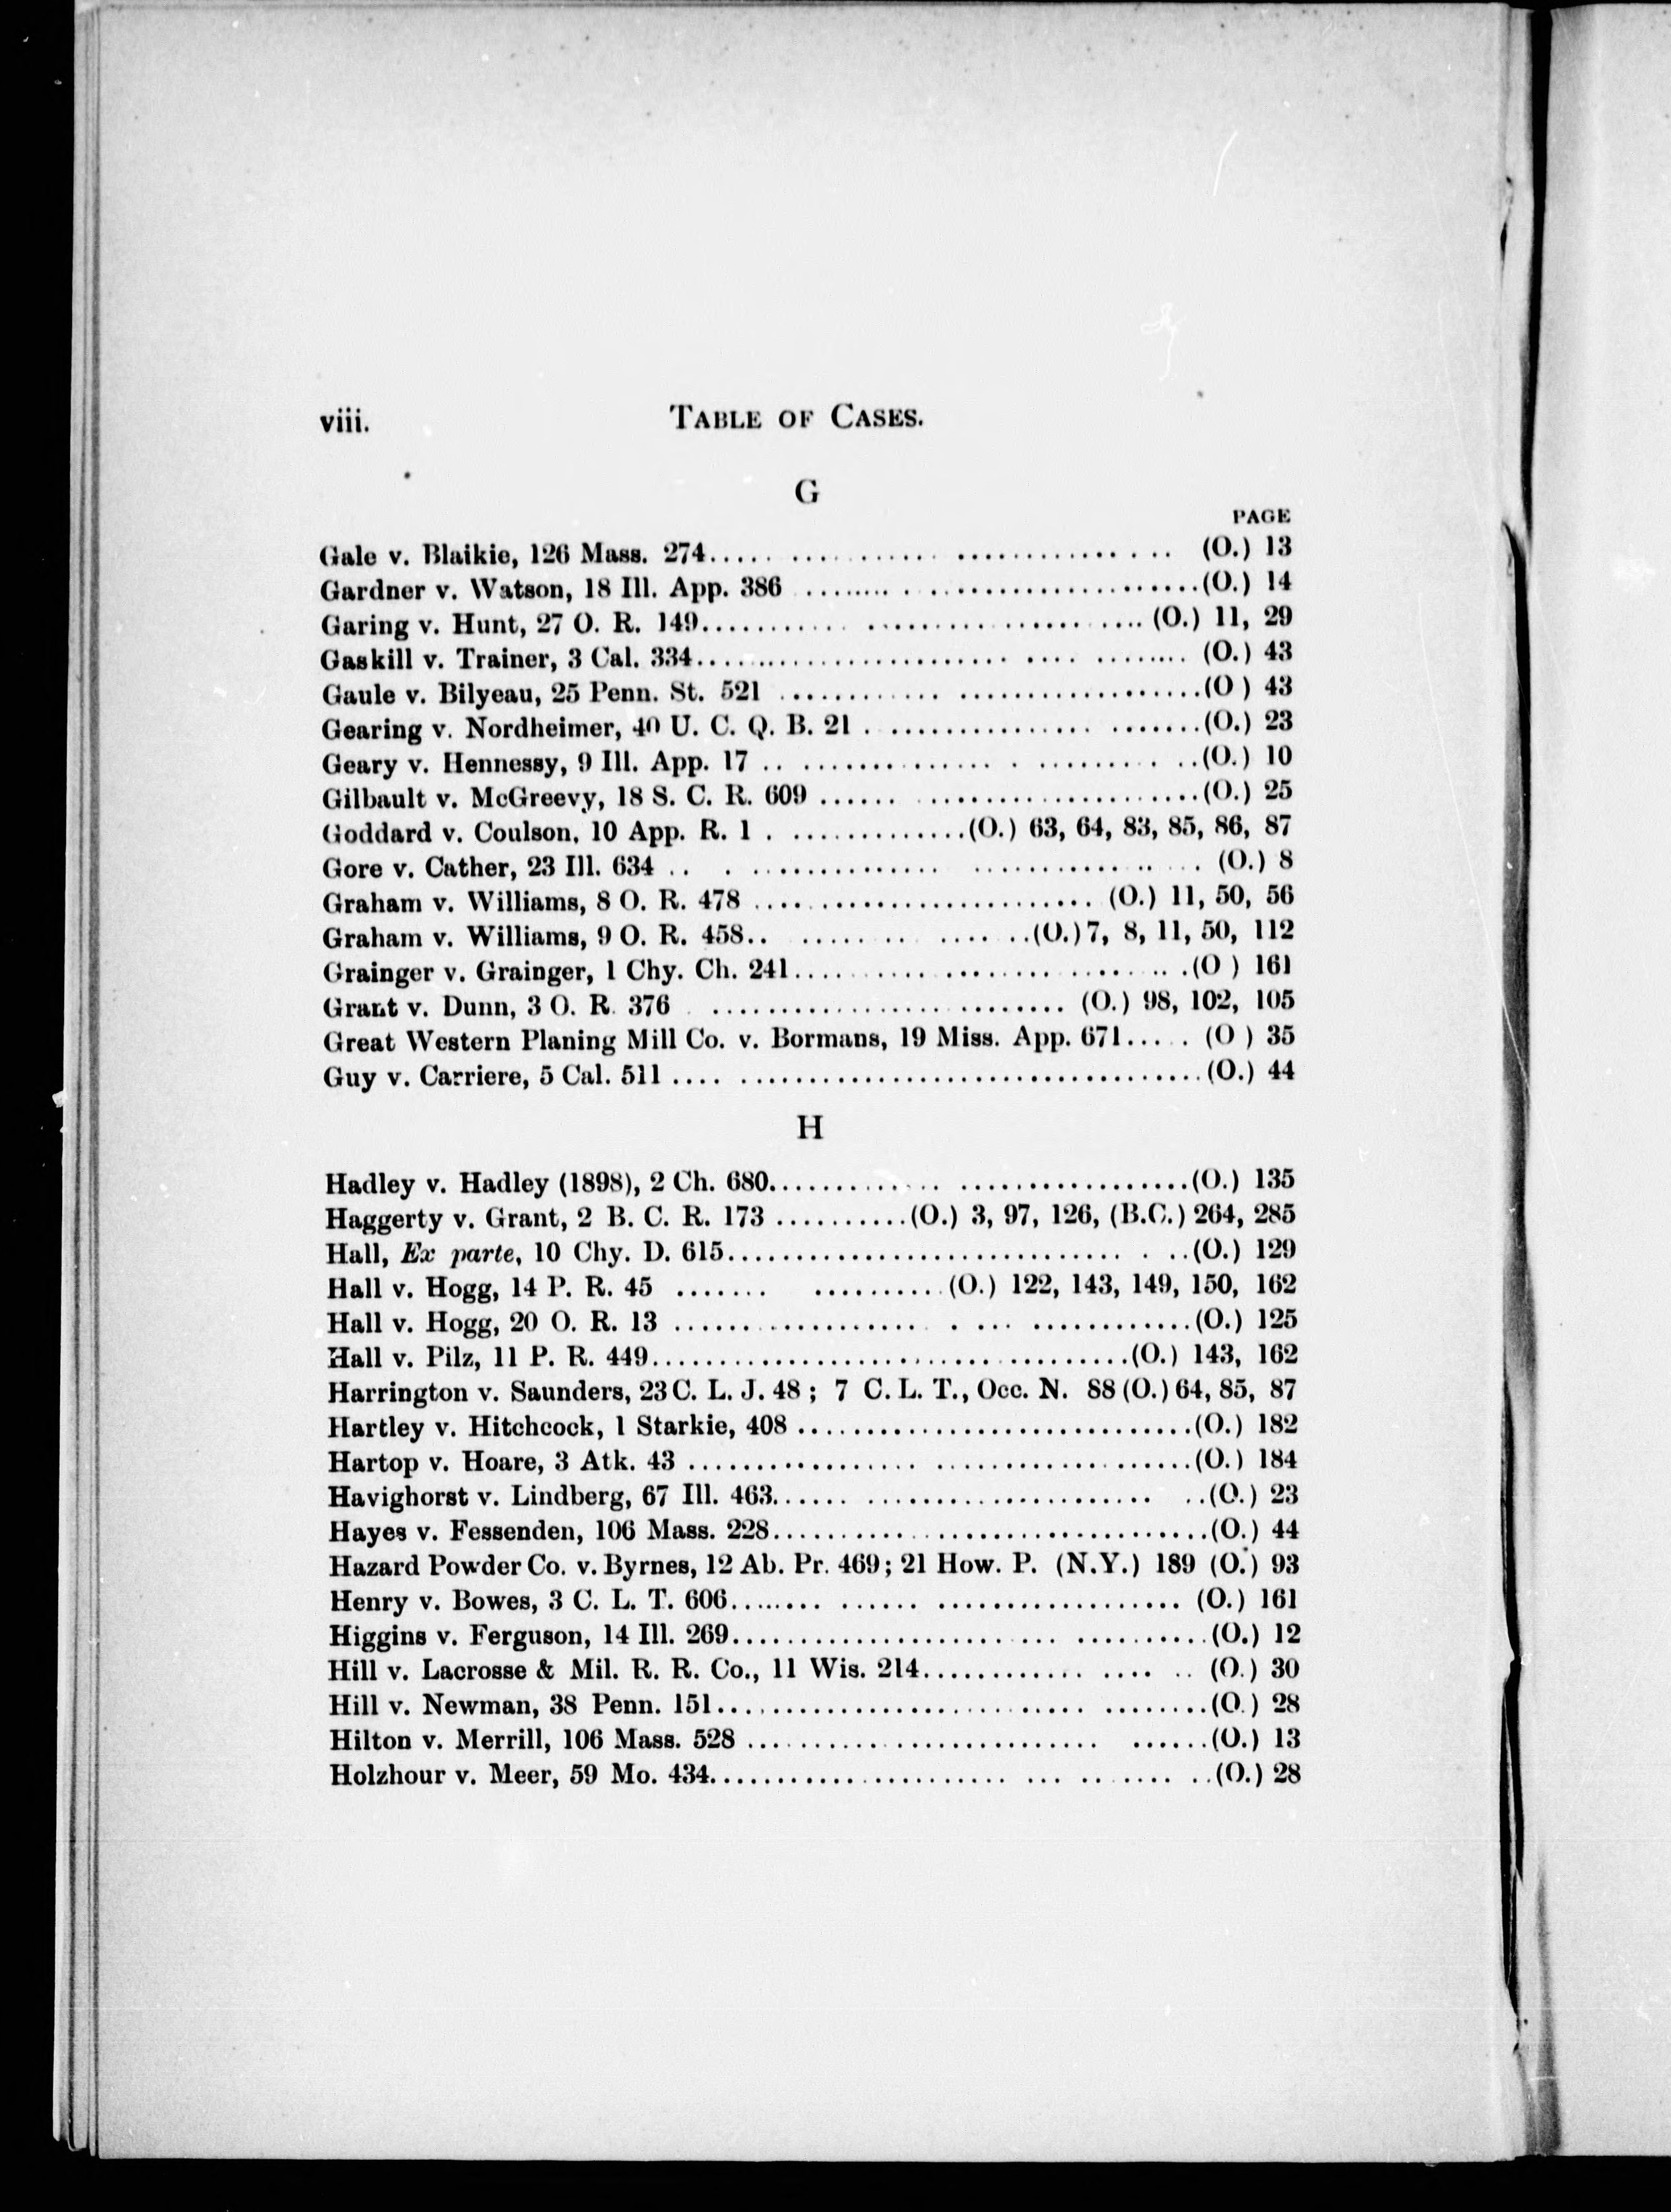 viii. TABLE OF CASES.
G
PAGE
Gale v. Blaikie, 126 Mass. 274.... (O.) 13
Gardner v. Watson, 18 Ill. App. 386 .... (O.) 14
Garing v. Hunt, 27 O. R. 149.... (O.) 11, 29
Gaskill v. Trainer, 3 Cal. 334.... (O.) 43
Gaule v. Bilyeau, 25 Penn. St. 521 .... (O ) 43
Gearing v. Nordheimer, 40 U. C. Q. B. 21 .... (O.) 23
Geary v. Hennessy, 9 Ill. App. 17 .... (O.) 10
Gilbault v. McGreevy, 18 S. C. R. 609 .... (O.) 25
Goddard v. Coulson, 10 App. R. 1 .... (O.) 63, 64, 83, 85, 86, 87
Gore v. Cather, 23 Ill. 634 .... (O.) 8
Graham v. Williams, 8 O. R. 478 .... (O.) 11, 50, 56
Graham v. Williams, 9 O. R. 458.... (O.) 7, 8, 11, 50, 112
Grainger v. Grainger, 1 Chy. Ch. 241.... (O ) 161
Grant v. Dunn, 3 O. R. 376 .... (O.) 98, 102, 105
Great Western Planing Mill Co. v. Bormans, 19 Miss. App. 671.... (O ) 35
Guy v. Carriere, 5 Cal. 511 .... (O.) 44
H
Hadley v. Hadley (1898), 2 Ch. 680.... (O.) 135
Haggerty v. Grant, 2 B. C. R. 173 .... (O.) 3, 97, 126, (B.C.) 264, 285
Hall, Ex parte, 10 Chy. D. 615.... (O.) 129
Hall v. Hogg, 14 P. R. 45 .... (O.) 122, 143, 149, 150, 162
Hall v. Hogg, 20 O. R. 13 .... (O.) 125
Hall v. Pilz, 11 P. R. 449.... (O.) 143, 162
Harrington v. Saunders, 23 C. L. J. 48 ; 7 C. L. T., Occ. N. 88 (O.) 64, 85, 87
Hartley v. Hitchcock, 1 Starkie, 408 .... (O.) 182
Hartop v. Hoare, 3 Atk. 43 .... (O.) 184
Havighorst v. Lindberg, 67 Ill. 463.... (O.) 23
Hayes v. Fessenden, 106 Mass. 228.... (O.) 44
Hazard Powder Co. v. Byrnes, 12 Ab. Pr. 469; 21 How. P. (N.Y.) 189 (O.) 93
Henry v. Bowes, 3 C. L. T. 606.... (O.) 161
Higgins v. Ferguson, 14 Ill. 269.... (O.) 12
Hill v. Lacrosse & Mil. R. R. Co., 11 Wis. 214.... (O.) 30
Hill v. Newman, 38 Penn. 151.... (O.) 28
Hilton v. Merrill, 106 Mass. 528 .... (O.) 13
Holzhour v. Meer, 59 Mo. 434.... (O.) 28